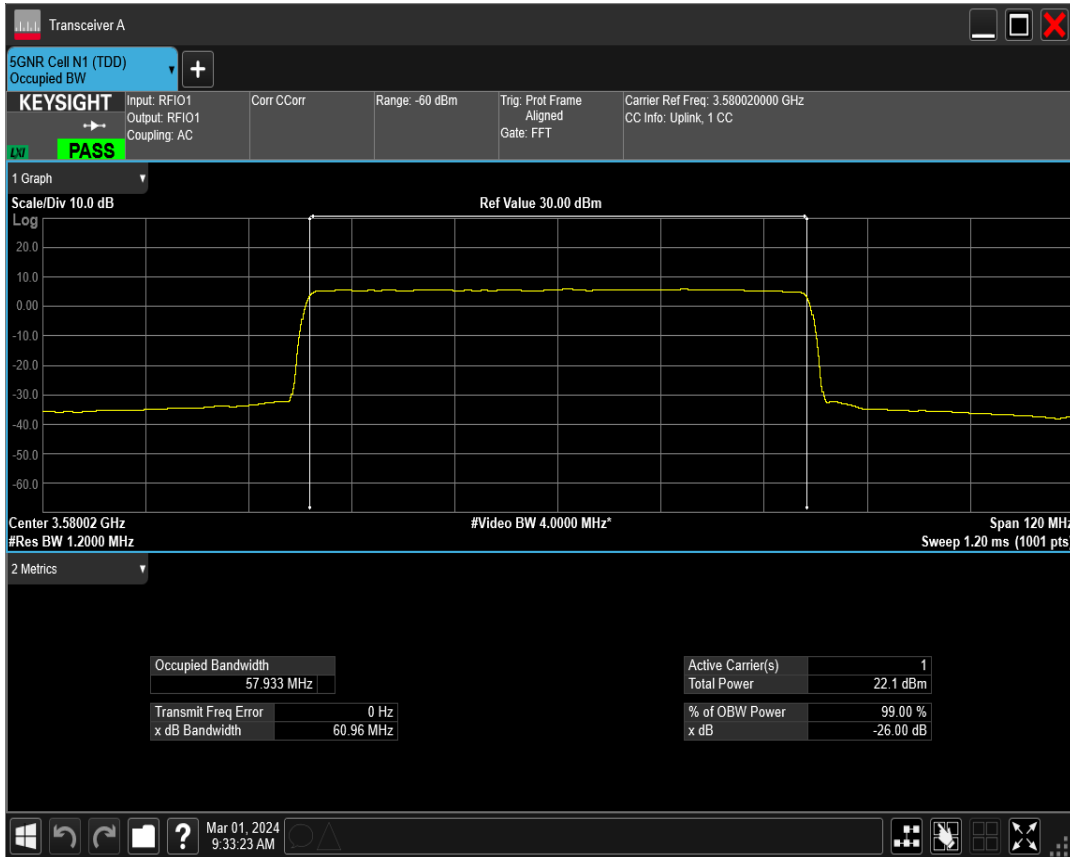 Transceiver A
5GNR Cell N1 (TDD)
Occupied BW
+
KEYSIGHT
Input: RFIO1
Output: RFIO1
Coupling: AC
Corr CCorr
Range: -60 dBm
Trig: Prot Frame
Aligned
Gate: FFT
Carrier Ref Freq: 3.580020000 GHz
CC Info: Uplink, 1 CC
LXI
PASS
1 Graph
Scale/Div 10.0 dB
Ref Value 30.00 dBm
Log
20.0
10.0
0.00
-10.0
-20.0
-30.0
-40.0
-50.0
-60.0
Center 3.58002 GHz
#Video BW 4.0000 MHz*
Span 120 MHz
#Res BW 1.2000 MHz
Sweep 1.20 ms (1001 pts)
2 Metrics
Occupied Bandwidth
57.933 MHz
Transmit Freq Error 0 Hz
x dB Bandwidth 60.96 MHz
Active Carrier(s) 1
Total Power 22.1 dBm
% of OBW Power 99.00 %
x dB -26.00 dB
?
Mar 01, 2024
9:33:23 AM